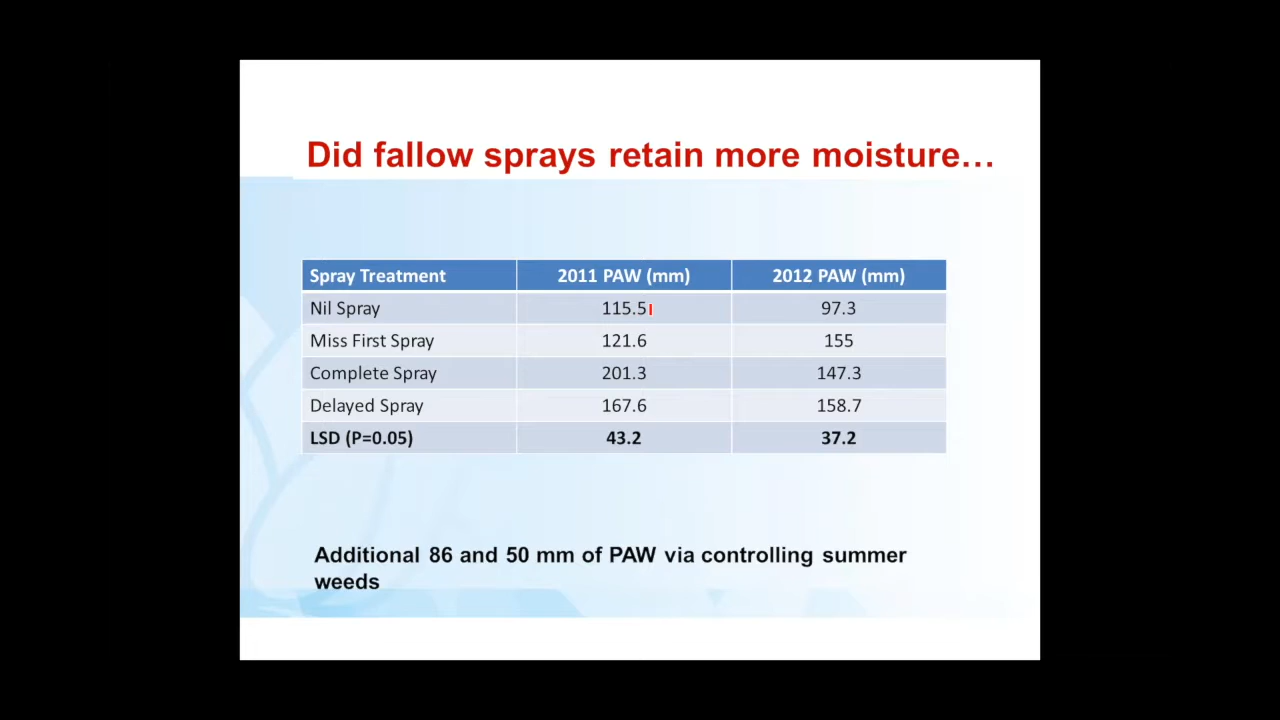 Did fallow sprays retain more moisture…
Spray Treatment 2011 PAW (mm) 2012 PAW (mm)
Nil Spray 115.5 97.3
Miss First Spray 121.6 155
Complete Spray 201.3 147.3
Delayed Spray 167.6 158.7
LSD (P=0.05) 43.2 37.2
Additional 86 and 50 mm of PAW via controlling summer
weeds